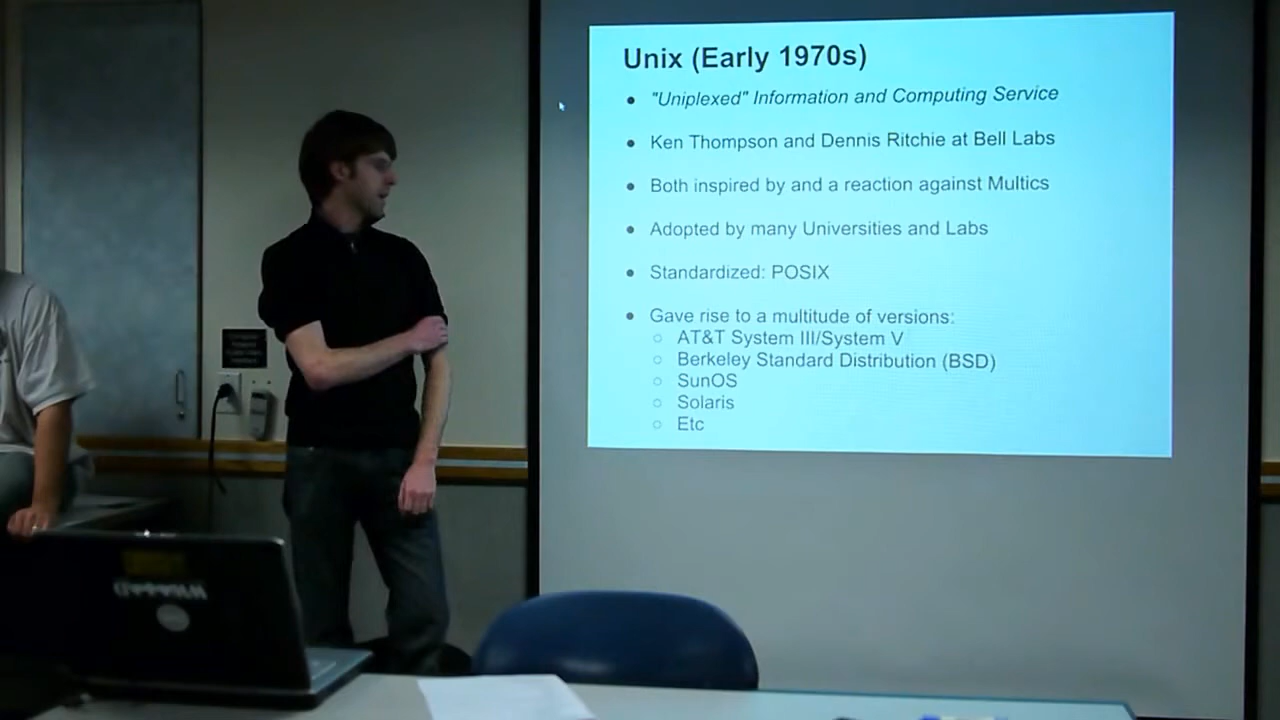 Unix (Early 1970s)
"Uniplexed" Information and Computing Service
Ken Thompson and Dennis Ritchie at Bell Labs
Both inspired by and a reaction against Multics
Adopted by many Universities and Labs
Standardized: POSIX
Gave rise to a multitude of versions:
AT&T System III/System V
Berkeley Standard Distribution (BSD)
SunOS
Solaris
Etc